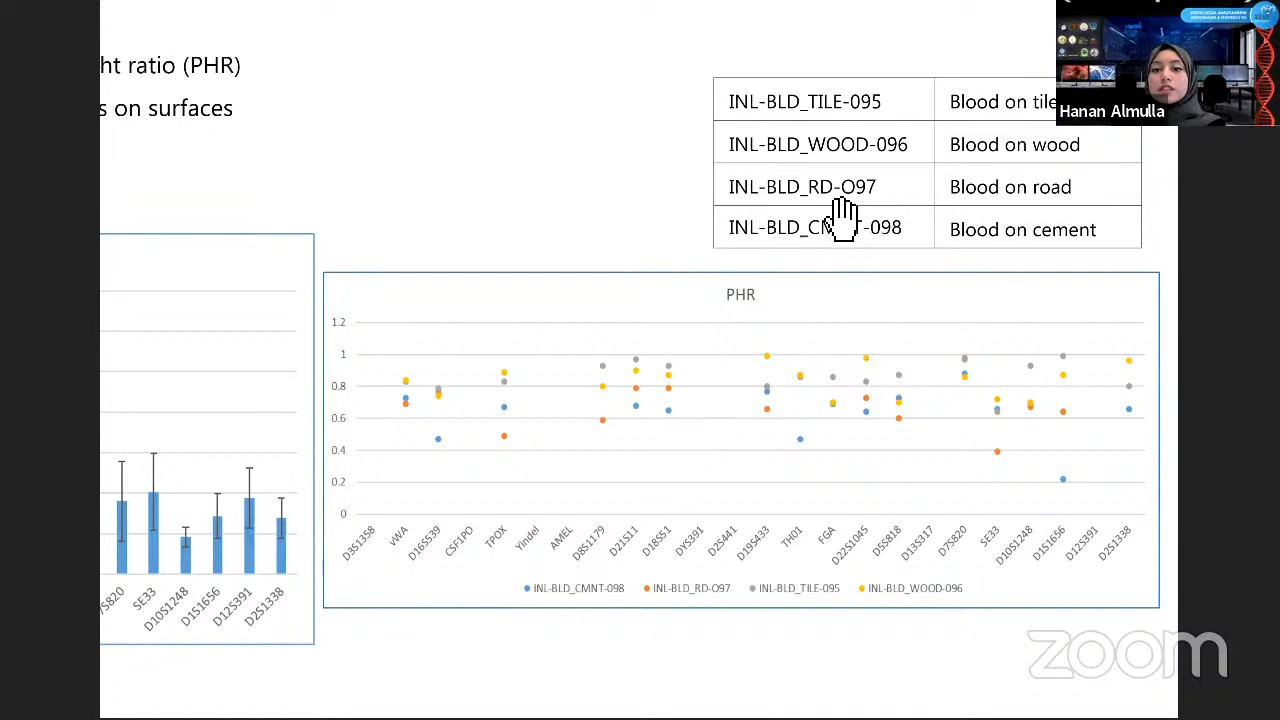 ht ratio (PHR)
s on surfaces
INL-BLD_TILE-095 Blood on tile
INL-BLD_WOOD-096 Blood on wood
INL-BLD_RD-O97 Blood on road
-098 Blood on cement
Hanan Almulla
PHR
1.2
1
0.8
0.6
0.4
0.2
0
D3S1358 vWA D16S539 CSF1PO TPOX Yindel AMEL D8S1179 D21S11 D18S51 DYS391 D2S441 D19S433 TH01 FGA D22S1045 D5S818 D13S317 D7S820 SE33 D10S1248 D1S1656 D12S391 D2S1338
INL-BLD_CMNT-098 INL-BLD_RD-O97 INL-BLD_TILE-095 INL-BLD_WOOD-096
7S820 SE33 D10S1248 D1S1656 D12S391 D2S1338
zoom